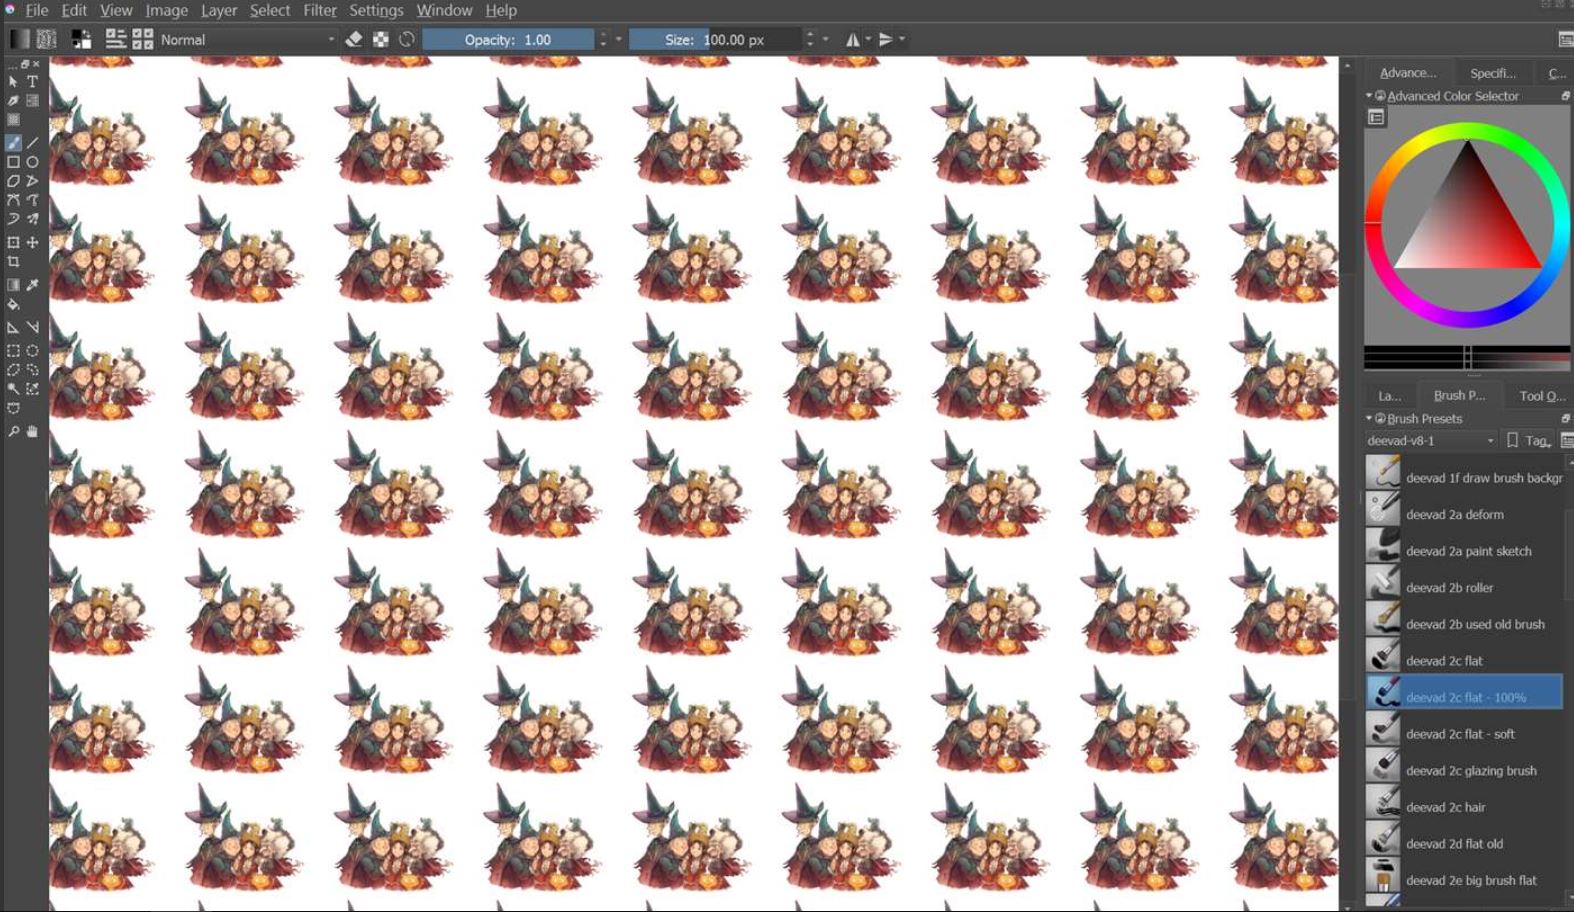 File Edit View Image Layer Select Filter Settings Window Help
Normal Opacity: 1.00 Size: 100.00 px
Advance... Specifi... C...
Advanced Color Selector
La... Brush P... Tool O...
Brush Presets
deevad-v8-1 Tag
deevad 1f draw brush backgr
deevad 2a deform
deevad 2a paint sketch
deevad 2b roller
deevad 2b used old brush
deevad 2c flat
deevad 2c flat - 100%
deevad 2c flat - soft
deevad 2c glazing brush
deevad 2c hair
deevad 2d flat old
deevad 2e big brush flat